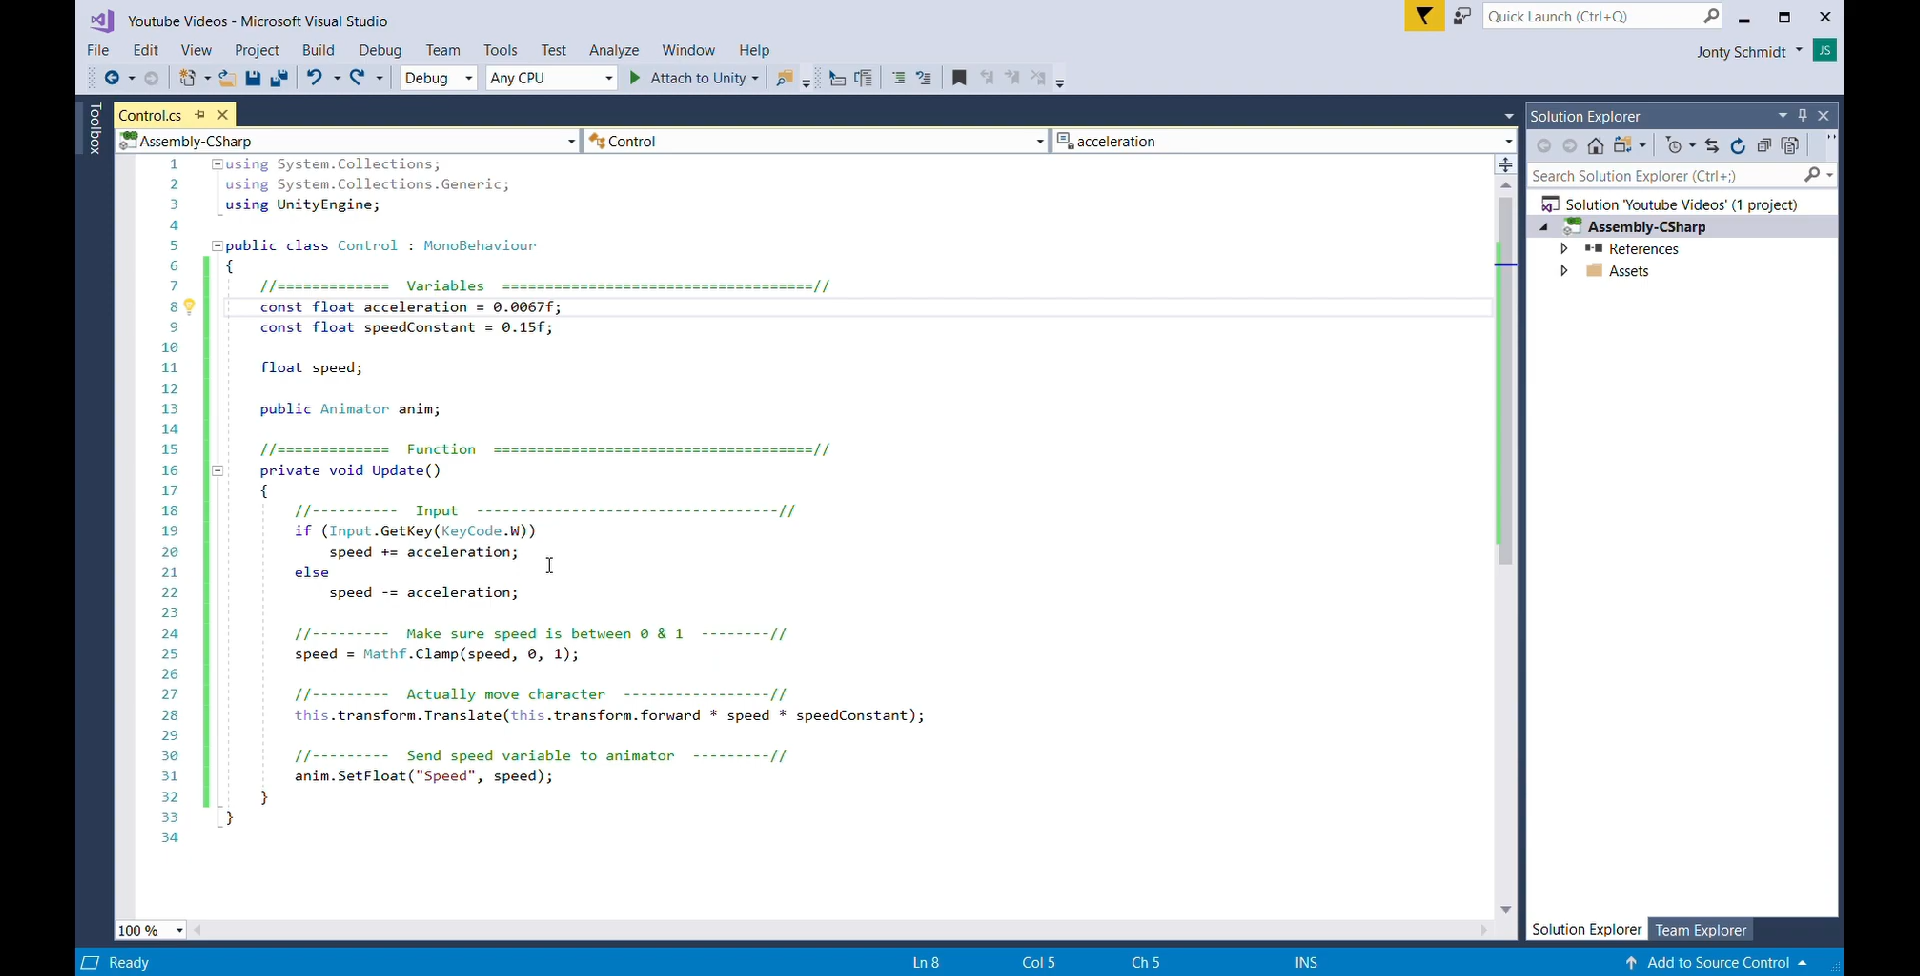 Youtube Videos - Microsoft Visual Studio
Quick Launch (Ctrl+Q)
File Edit View Project Build Debug Team Tools Test Analyze Window Help
Jonty Schmidt JS
Debug Any CPU Attach to Unity
Toolbox
Control.cs
Assembly-CSharp Control acceleration
1 using System.Collections;
2 using System.Collections.Generic;
3 using UnityEngine;
4
5 public class Control : MonoBehaviour
6 {
7 //============= Variables ====================================//
8 const float acceleration = 0.0067f;
9 const float speedConstant = 0.15f;
10
11 float speed;
12
13 public Animator anim;
14
15 //============= Function =====================================//
16 private void Update()
17 {
18 //---------- Input -----------------------------------//
19 if (Input.GetKey(KeyCode.W))
20 speed += acceleration;
21 else
22 speed -= acceleration;
23
24 //--------- Make sure speed is between 0 & 1 --------//
25 speed = Mathf.Clamp(speed, 0, 1);
26
27 //--------- Actually move character -----------------//
28 this.transform.Translate(this.transform.forward * speed * speedConstant);
29
30 //--------- Send speed variable to animator ---------//
31 anim.SetFloat("Speed", speed);
32 }
33 }
34
100 %
Solution Explorer
Search Solution Explorer (Ctrl+;)
Solution 'Youtube Videos' (1 project)
Assembly-CSharp
References
Assets
Solution Explorer Team Explorer
Ready Ln 8 Col 5 Ch 5 INS Add to Source Control